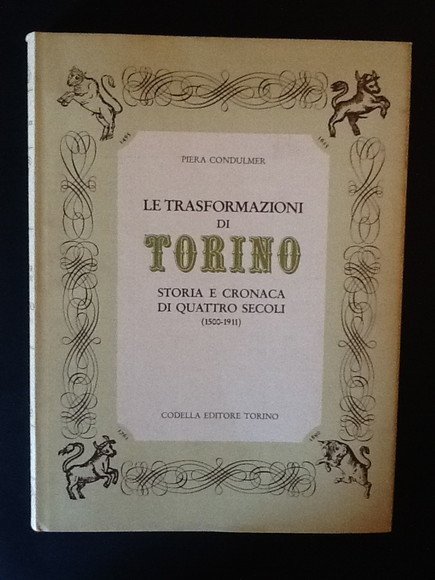 PIERA CONDULMER
LE TRASFORMAZIONI
DI
TORINO
STORIA E CRONACA
DI QUATTRO SECOLI
(1500-1911)
CODELLA EDITORE TORINO